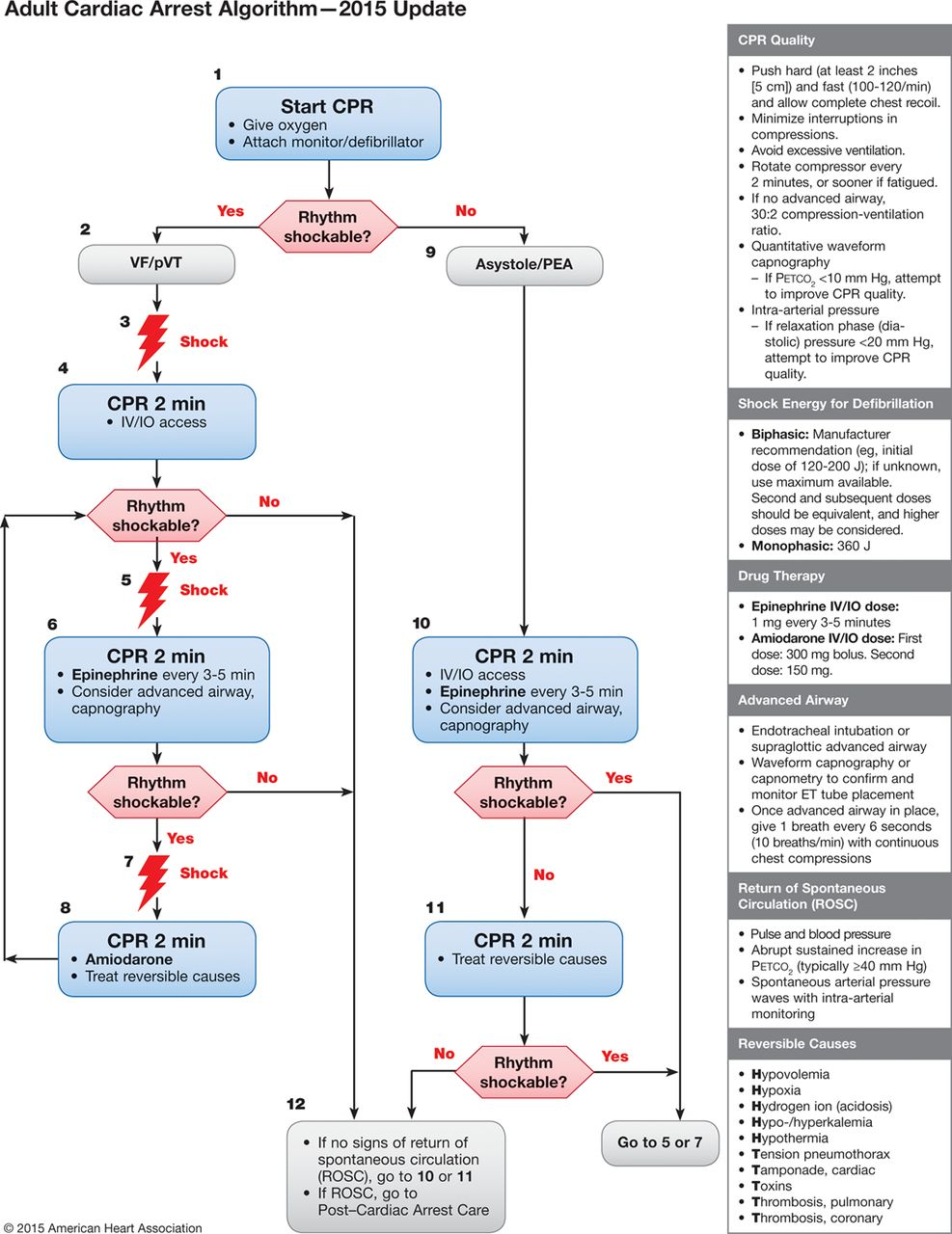 Adult Cardiac Arrest Algorithm—2015 Update
1
Start CPR
• Give oxygen
• Attach monitor/defibrillator
Rhythm
shockable?
Yes
No
2
VF/pVT
9
Asystole/PEA
3
Shock
4
CPR 2 min
• IV/IO access
Rhythm
shockable?
No
Yes
5
Shock
6
CPR 2 min
• Epinephrine every 3-5 min
• Consider advanced airway,
capnography
Rhythm
shockable?
No
Yes
7
Shock
8
CPR 2 min
• Amiodarone
• Treat reversible causes
10
CPR 2 min
• IV/IO access
• Epinephrine every 3-5 min
• Consider advanced airway,
capnography
Rhythm
shockable?
Yes
No
11
CPR 2 min
• Treat reversible causes
No
Rhythm
shockable?
Yes
12
• If no signs of return of
spontaneous circulation
(ROSC), go to 10 or 11
• If ROSC, go to
Post–Cardiac Arrest Care
Go to 5 or 7
© 2015 American Heart Association
CPR Quality
• Push hard (at least 2 inches
[5 cm]) and fast (100-120/min)
and allow complete chest recoil.
• Minimize interruptions in
compressions.
• Avoid excessive ventilation.
• Rotate compressor every
2 minutes, or sooner if fatigued.
• If no advanced airway,
30:2 compression-ventilation
ratio.
• Quantitative waveform
capnography
– If PETCO₂ <10 mm Hg, attempt
to improve CPR quality.
• Intra-arterial pressure
– If relaxation phase (dia-
stolic) pressure <20 mm Hg,
attempt to improve CPR
quality.
Shock Energy for Defibrillation
• Biphasic: Manufacturer
recommendation (eg, initial
dose of 120-200 J); if unknown,
use maximum available.
Second and subsequent doses
should be equivalent, and higher
doses may be considered.
• Monophasic: 360 J
Drug Therapy
• Epinephrine IV/IO dose:
1 mg every 3-5 minutes
• Amiodarone IV/IO dose: First
dose: 300 mg bolus. Second
dose: 150 mg.
Advanced Airway
• Endotracheal intubation or
supraglottic advanced airway
• Waveform capnography or
capnometry to confirm and
monitor ET tube placement
• Once advanced airway in place,
give 1 breath every 6 seconds
(10 breaths/min) with continuous
chest compressions
Return of Spontaneous
Circulation (ROSC)
• Pulse and blood pressure
• Abrupt sustained increase in
PETCO₂ (typically ≥40 mm Hg)
• Spontaneous arterial pressure
waves with intra-arterial
monitoring
Reversible Causes
• Hypovolemia
• Hypoxia
• Hydrogen ion (acidosis)
• Hypo-/hyperkalemia
• Hypothermia
• Tension pneumothorax
• Tamponade, cardiac
• Toxins
• Thrombosis, pulmonary
• Thrombosis, coronary